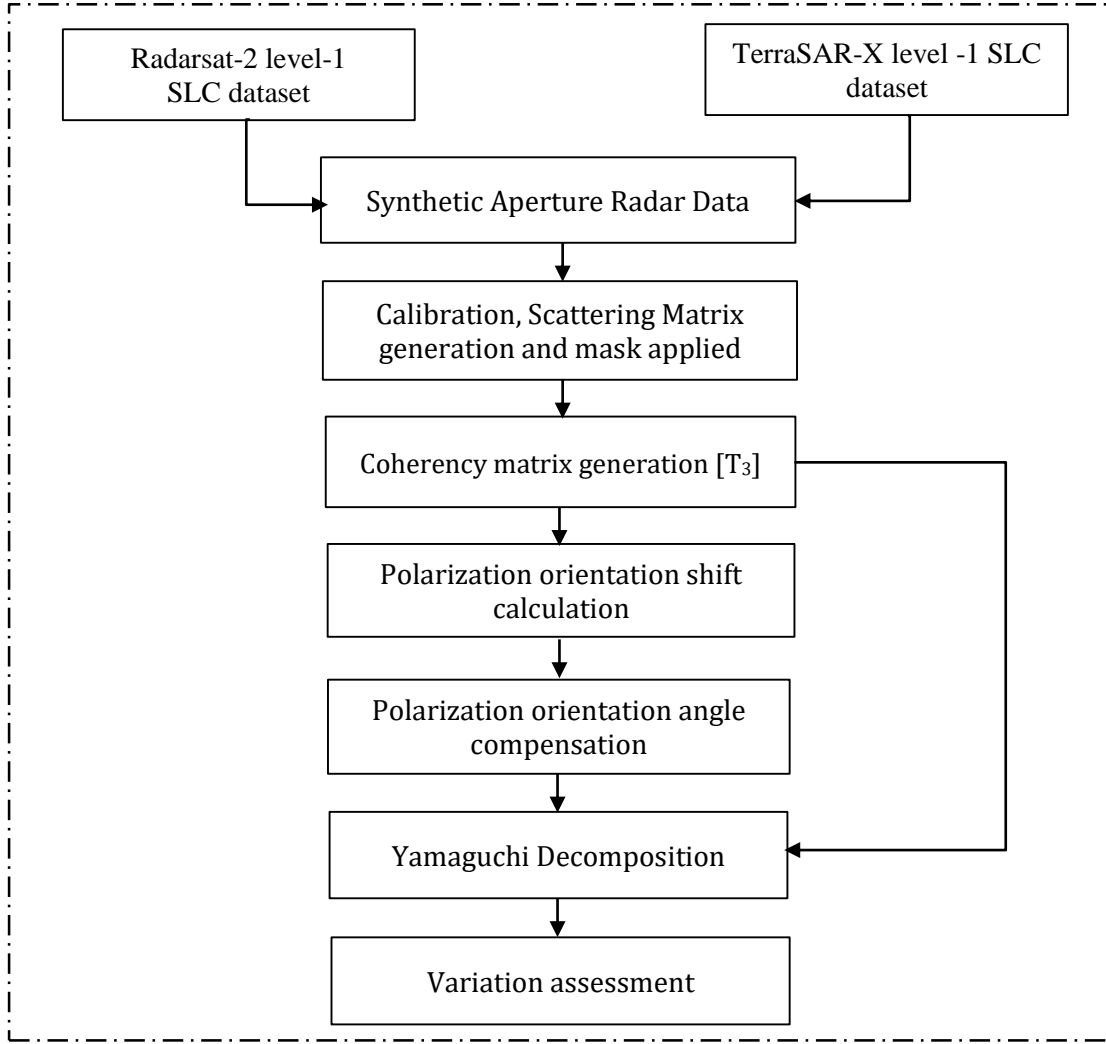 Radarsat-2 level-1
SLC dataset
TerraSAR-X level -1 SLC
dataset
Synthetic Aperture Radar Data
Calibration, Scattering Matrix
generation and mask applied
Coherency matrix generation [T₃]
Polarization orientation shift
calculation
Polarization orientation angle
compensation
Yamaguchi Decomposition
Variation assessment